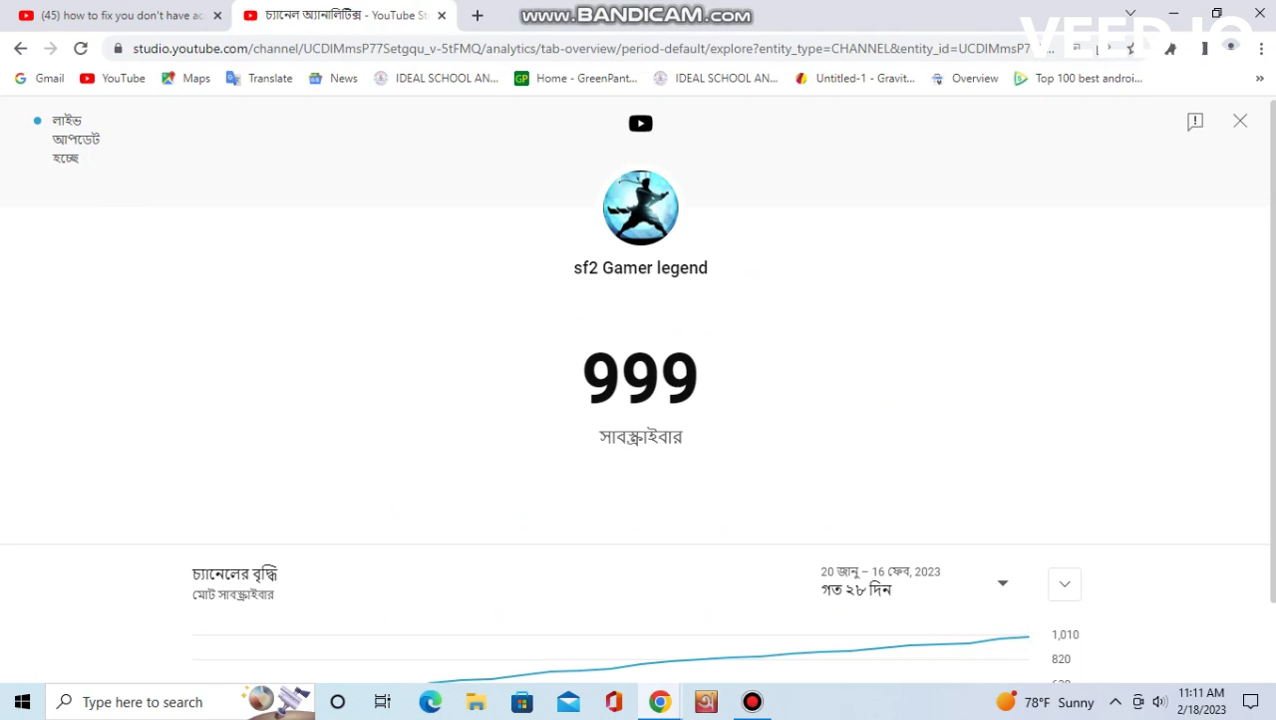 (45) how to fix you don't have ac
চ্যানেল অ্যানালিটিক্স - YouTube St
www.BANDICAM.com
VEED.IO
studio.youtube.com/channel/UCDIMmsP77Setgqu_v-5tFMQ/analytics/tab-overview/period-default/explore?entity_type=CHANNEL&entity_id=UCDIMmsP7...
Gmail
YouTube
Maps
Translate
News
IDEAL SCHOOL AN...
Home - GreenPant...
IDEAL SCHOOL AN...
Untitled-1 - Gravit...
Overview
Top 100 best androi...
লাইভ
আপডেট
হচ্ছে
sf2 Gamer legend
999
সাবস্ক্রাইবার
চ্যানেলের বৃদ্ধি
মোট সাবস্ক্রাইবার
20 জানু – 16 ফেব, 2023
গত ২৮ দিন
1,010
820
Type here to search
78°F Sunny
11:11 AM
2/18/2023